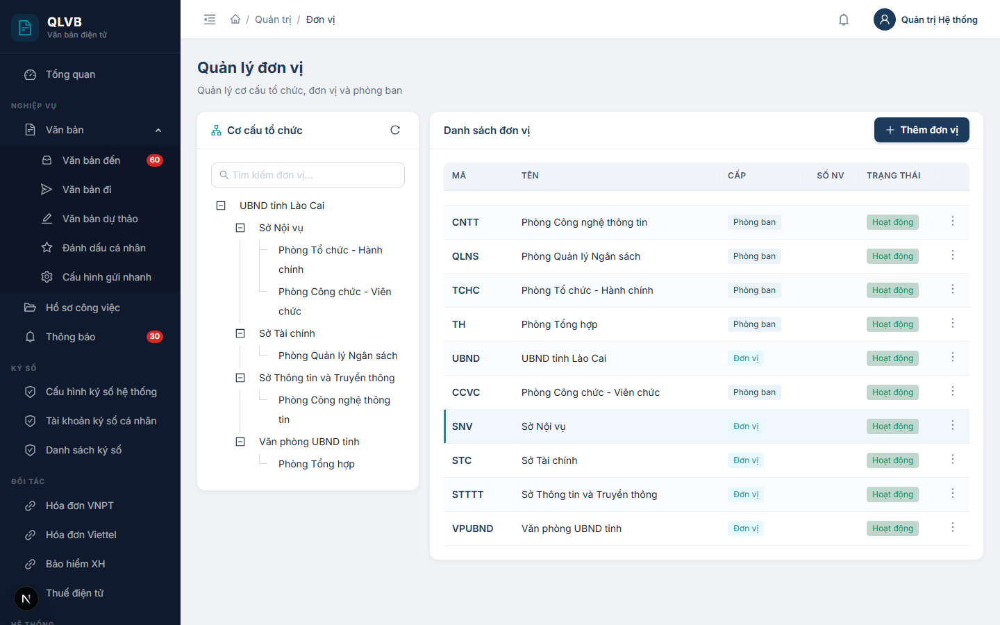 QLVB
Văn bản điện tử
Tổng quan
NGHIỆP VỤ
Văn bản
Văn bản đến 60
Văn bản đi
Văn bản dự thảo
Đánh dấu cá nhân
Cấu hình gửi nhanh
Hồ sơ công việc
Thông báo 30
KÝ SỐ
Cấu hình ký số hệ thống
Tài khoản ký số cá nhân
Danh sách ký số
ĐỐI TÁC
Hóa đơn VNPT
Hóa đơn Viettel
Bảo hiểm XH
Thuế điện tử
HỆ THỐNG
N
/ Quản trị / Đơn vị
Quản trị Hệ thống
Quản lý đơn vị
Quản lý cơ cấu tổ chức, đơn vị và phòng ban
Cơ cấu tổ chức
Tìm kiếm đơn vị...
UBND tỉnh Lào Cai
Sở Nội vụ
Phòng Tổ chức - Hành
chính
Phòng Công chức - Viên
chức
Sở Tài chính
Phòng Quản lý Ngân sách
Sở Thông tin và Truyền thông
Phòng Công nghệ thông
tin
Văn phòng UBND tỉnh
Phòng Tổng hợp
Danh sách đơn vị
Thêm đơn vị
MÃ TÊN CẤP SỐ NV TRẠNG THÁI
CNTT Phòng Công nghệ thông tin Phòng ban Hoạt động
QLNS Phòng Quản lý Ngân sách Phòng ban Hoạt động
TCHC Phòng Tổ chức - Hành chính Phòng ban Hoạt động
TH Phòng Tổng hợp Phòng ban Hoạt động
UBND UBND tỉnh Lào Cai Đơn vị Hoạt động
CCVC Phòng Công chức - Viên chức Phòng ban Hoạt động
SNV Sở Nội vụ Đơn vị Hoạt động
STC Sở Tài chính Đơn vị Hoạt động
STTTT Sở Thông tin và Truyền thông Đơn vị Hoạt động
VPUBND Văn phòng UBND tỉnh Đơn vị Hoạt động